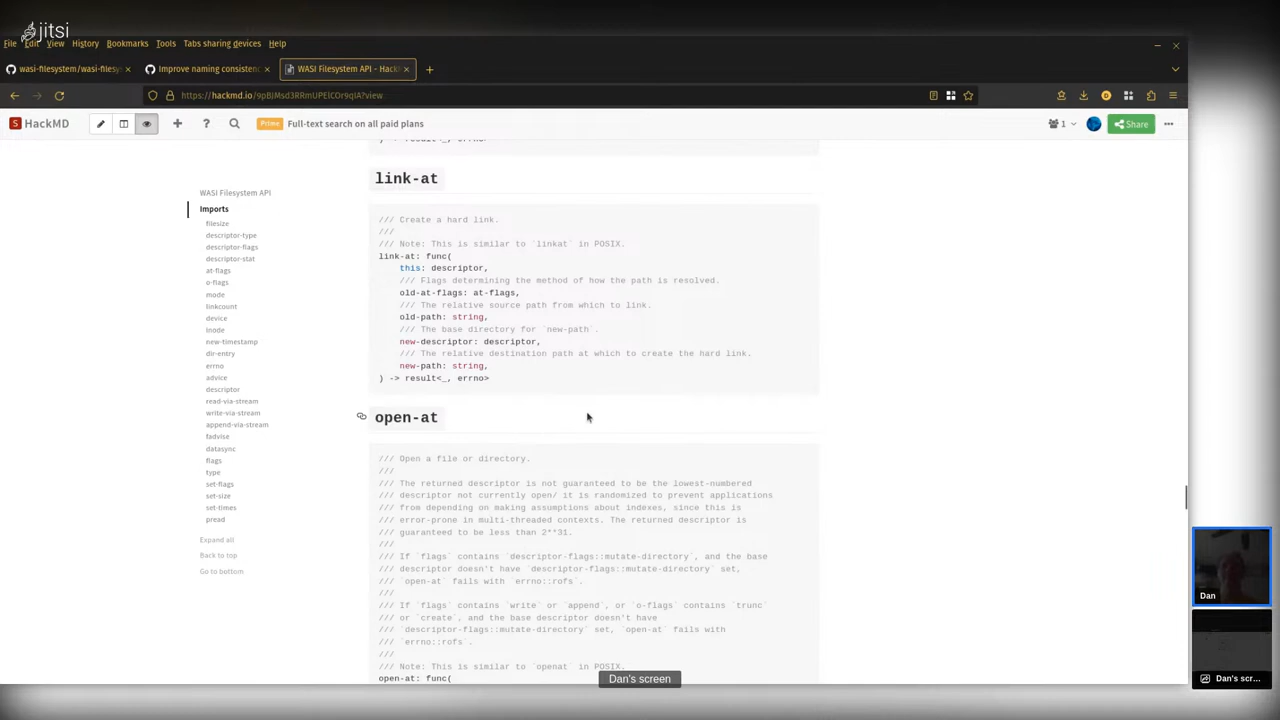 jitsi
File Edit View History Bookmarks Tools Tabs sharing devices Help
wasi-filesystem/wasi-filesy
Improve naming consistenc
WASI Filesystem API - Hack
https://hackmd.io/9pBJMsd3RRmUPElCOr9qIA?view
HackMD
Prime Full-text search on all paid plans
1
Share
WASI Filesystem API
Imports
filesize
descriptor-type
descriptor-flags
descriptor-stat
at-flags
o-flags
mode
linkcount
device
inode
new-timestamp
dir-entry
errno
advice
descriptor
read-via-stream
write-via-stream
append-via-stream
fadvise
datasync
flags
type
set-flags
set-size
set-times
pread
Expand all
Back to top
Go to bottom
) -> result<_, errno>
link-at
/// Create a hard link.
///
/// Note: This is similar to `linkat` in POSIX.
link-at: func(
this: descriptor,
/// Flags determining the method of how the path is resolved.
old-at-flags: at-flags,
/// The relative source path from which to link.
old-path: string,
/// The base directory for `new-path`.
new-descriptor: descriptor,
/// The relative destination path at which to create the hard link.
new-path: string,
) -> result<_, errno>
open-at
/// Open a file or directory.
///
/// The returned descriptor is not guaranteed to be the lowest-numbered
/// descriptor not currently open/ it is randomized to prevent applications
/// from depending on making assumptions about indexes, since this is
/// error-prone in multi-threaded contexts. The returned descriptor is
/// guaranteed to be less than 2**31.
///
/// If `flags` contains `descriptor-flags::mutate-directory`, and the base
/// descriptor doesn't have `descriptor-flags::mutate-directory` set,
/// `open-at` fails with `errno::rofs`.
///
/// If `flags` contains `write` or `append`, or `o-flags` contains `trunc`
/// or `create`, and the base descriptor doesn't have
/// `descriptor-flags::mutate-directory` set, `open-at` fails with
/// `errno::rofs`.
///
/// Note: This is similar to `openat` in POSIX.
open-at: func(
Dan's screen
Dan
Dan's scr...